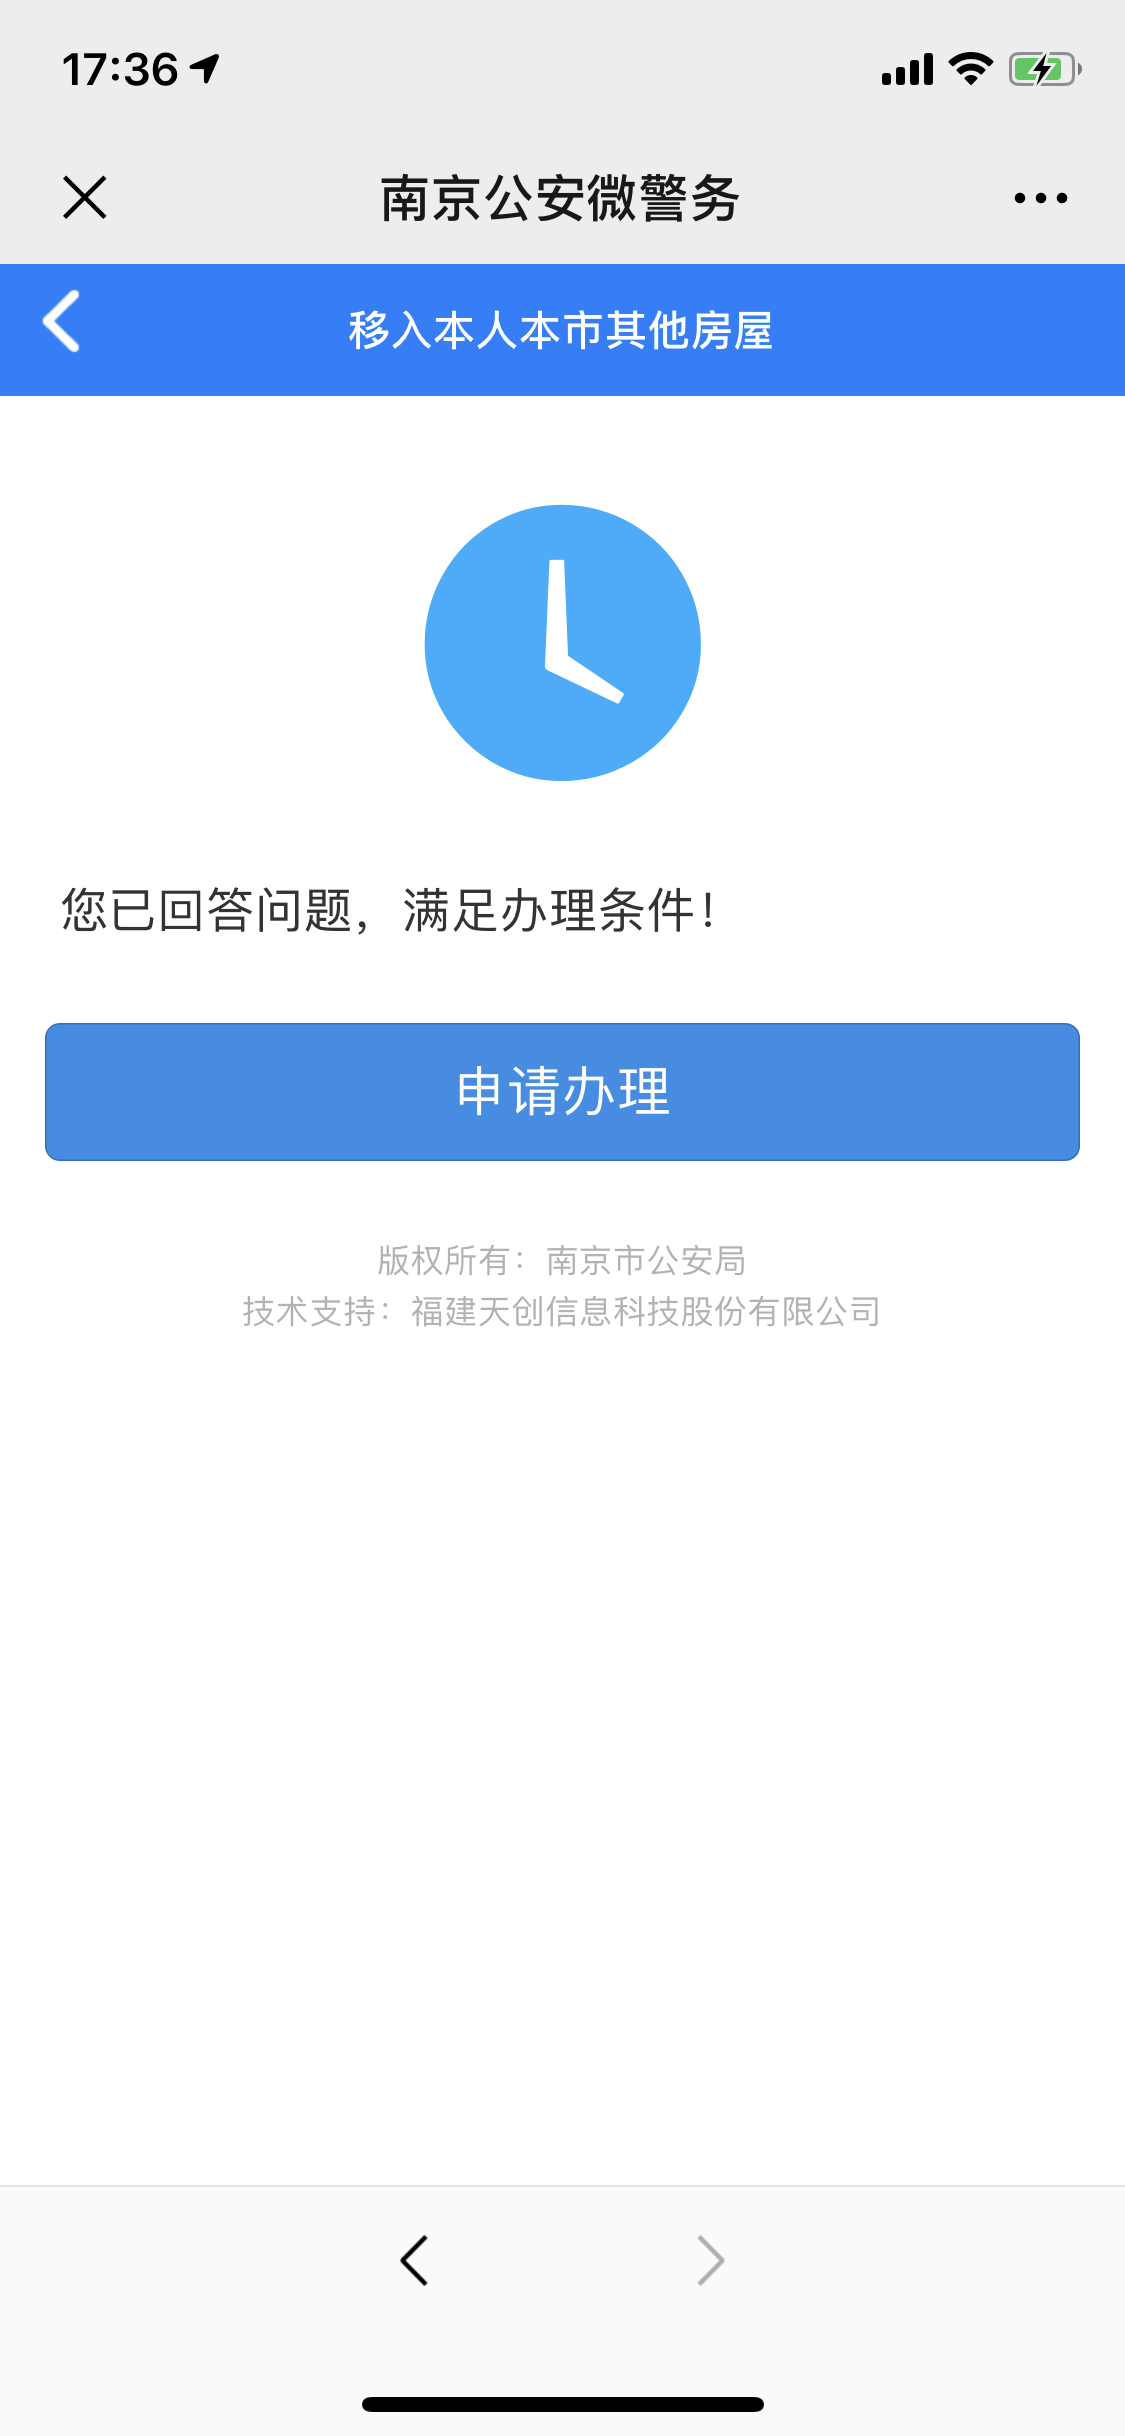 17:36
南京公安微警务
移入本人本市其他房屋
您已回答问题，满足办理条件！
申请办理
版权所有：南京市公安局
技术支持：福建天创信息科技股份有限公司